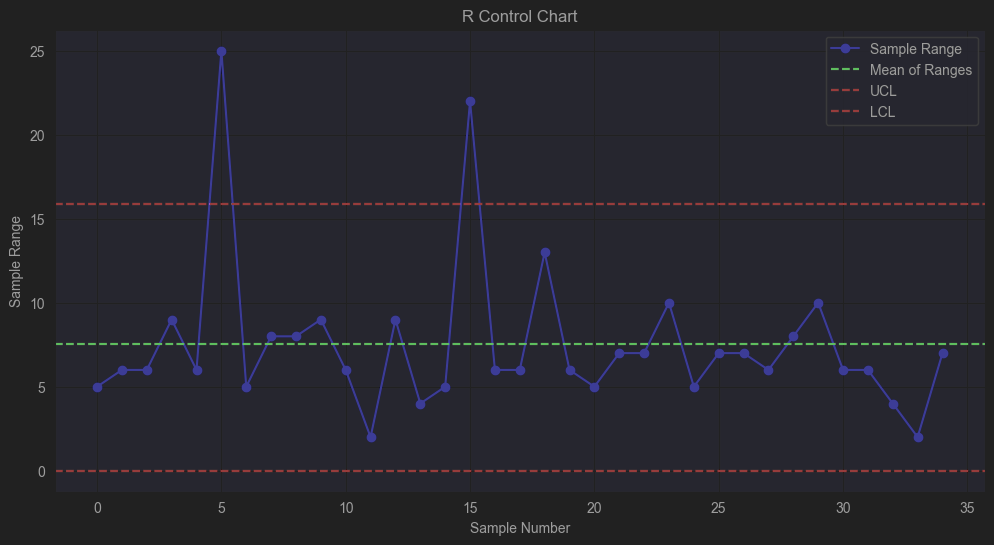 R Control Chart
Sample Range
Mean of Ranges
UCL
LCL
25
20
15
10
5
0
Sample Range
0 5 10 15 20 25 30 35
Sample Number